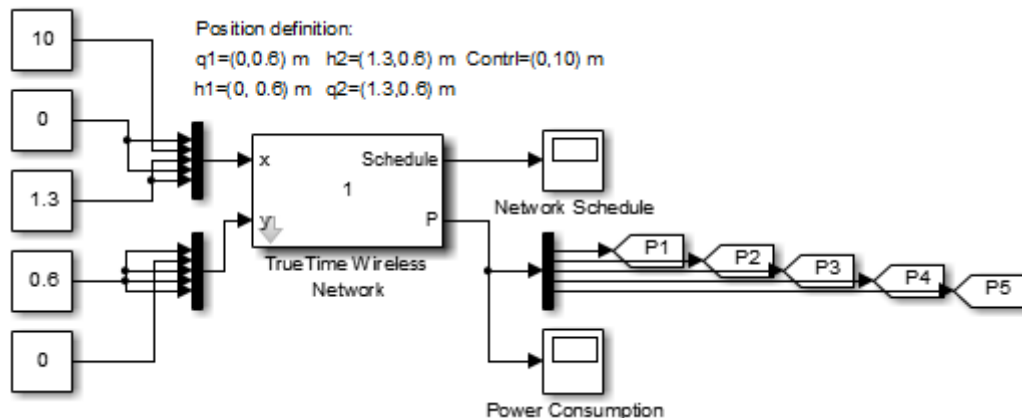 Position definition:
q1=(0,0.6) m h2=(1.3,0.6) m Contrl=(0,10) m
h1=(0, 0.6) m q2=(1.3,0.6) m
10
0
1.3
0.6
0
x
Schedule
1
y
P
TrueTime Wireless
Network
Network Schedule
P1
P2
P3
P4
P5
Power Consumption